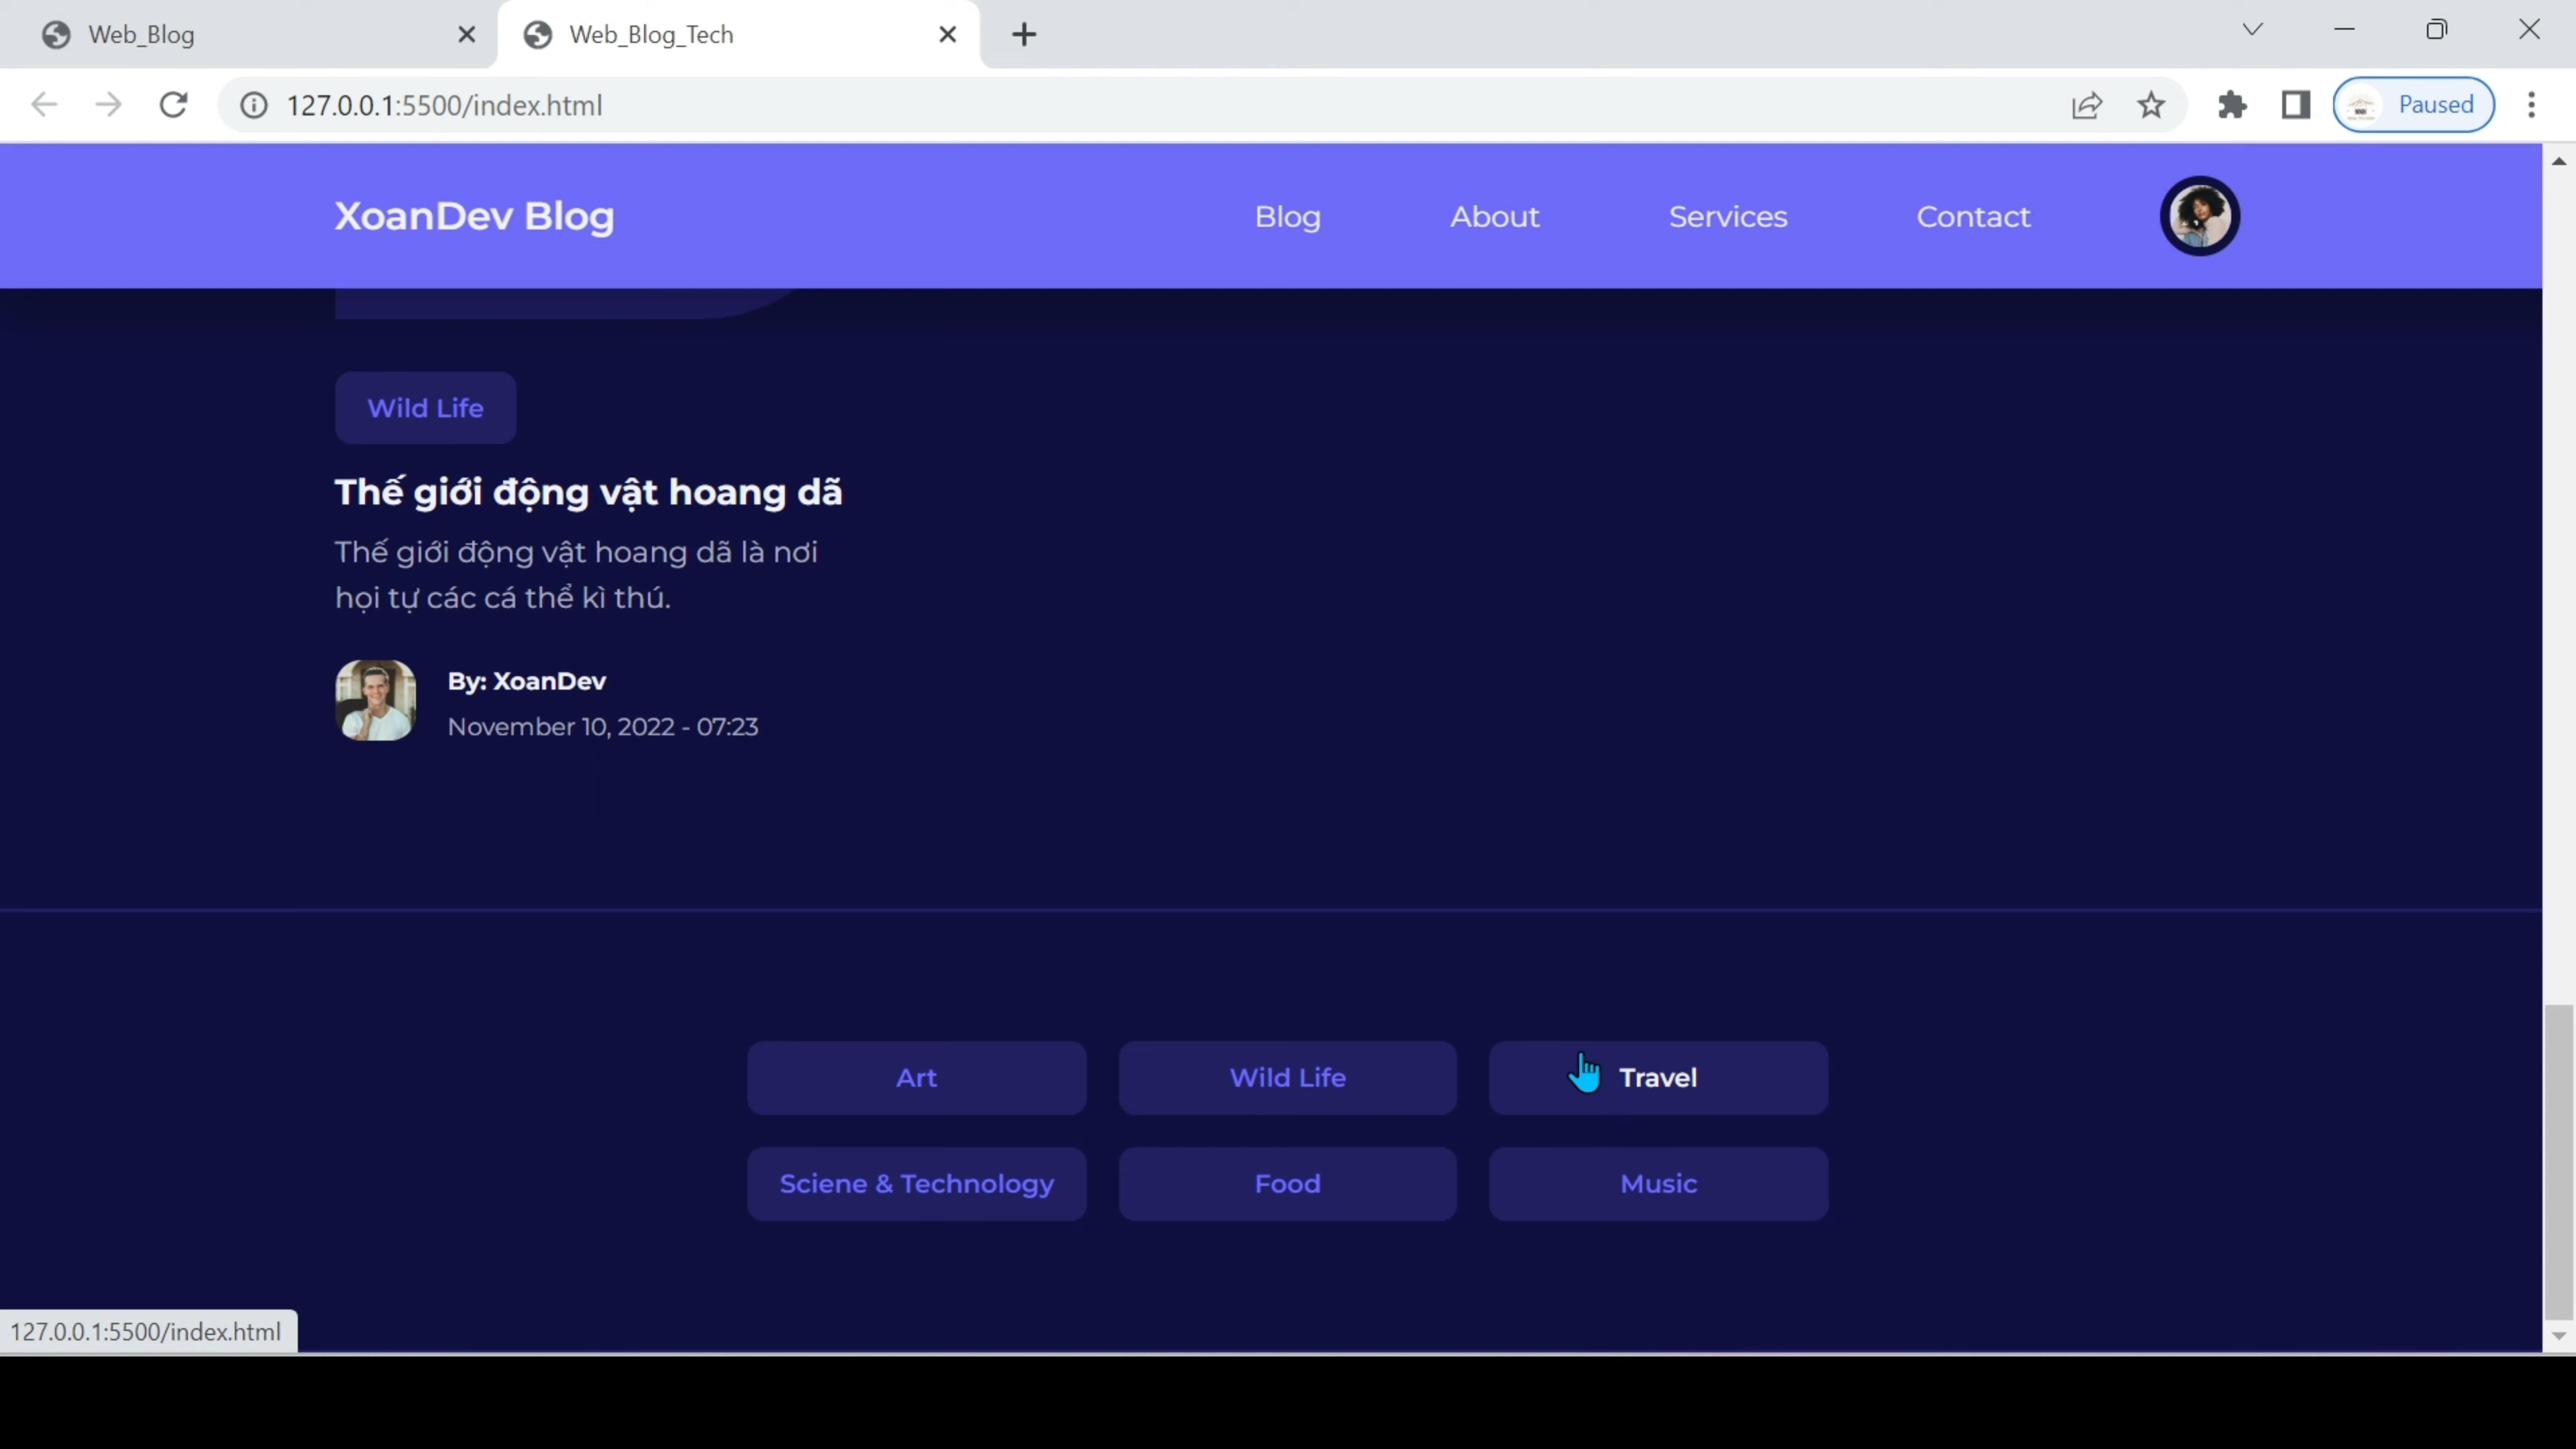 Web_Blog
Web_Blog_Tech
127.0.0.1:5500/index.html
Paused
XoanDev Blog
Blog
About
Services
Contact
Wild Life
Thế giới động vật hoang dã
Thế giới động vật hoang dã là nơi
họi tự các cá thể kì thú.
By: XoanDev
November 10, 2022 - 07:23
Art
Wild Life
Travel
Sciene & Technology
Food
Music
127.0.0.1:5500/index.html